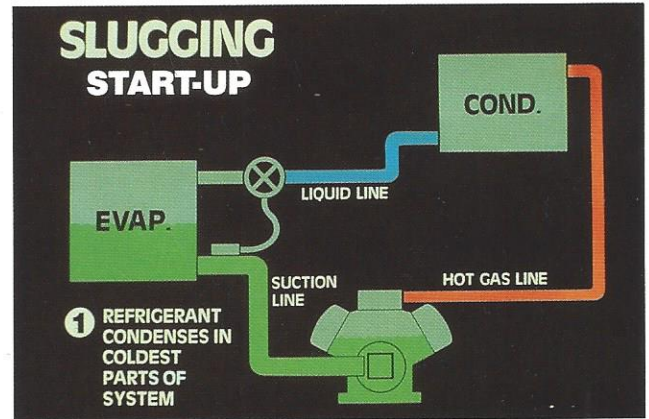 SLUGGING
START-UP
COND.
LIQUID LINE
EVAP.
SUCTION
LINE
HOT GAS LINE
1 REFRIGERANT
CONDENSES IN
COLDEST
PARTS OF
SYSTEM